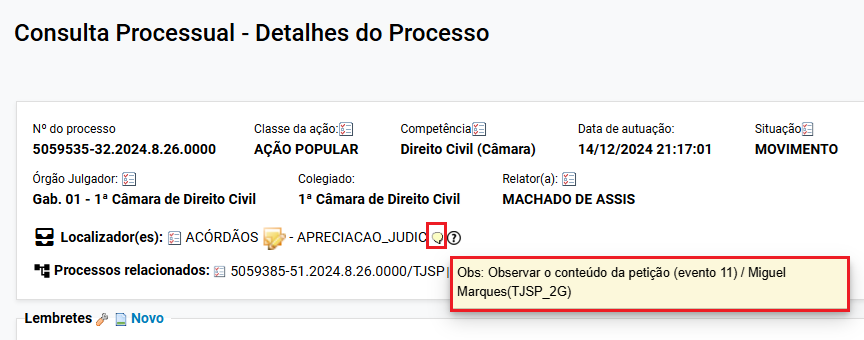 Consulta Processual - Detalhes do Processo
Nº do processo Classe da ação: Competência Data de autuação: Situação
5059535-32.2024.8.26.0000 AÇÃO POPULAR Direito Civil (Câmara) 14/12/2024 21:17:01 MOVIMENTO
Órgão Julgador: Colegiado: Relator(a):
Gab. 01 - 1ª Câmara de Direito Civil 1ª Câmara de Direito Civil MACHADO DE ASSIS
Localizador(es): ACÓRDÃOS - APRECIACAO_JUDIC ?
Processos relacionados: 5059385-51.2024.8.26.0000/TJSP
Obs: Observar o conteúdo da petição (evento 11) / Miguel
Marques(TJSP_2G)
Lembretes Novo